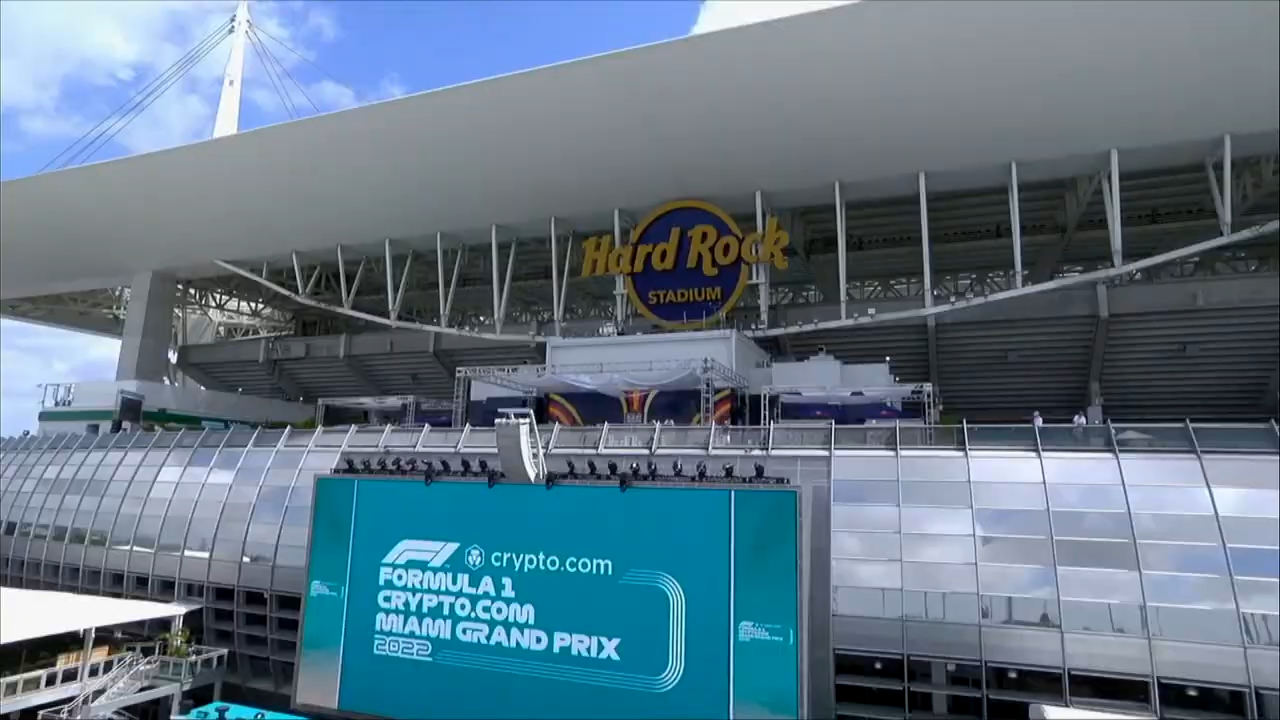 Hard Rock
STADIUM
F1 crypto.com
FORMULA 1
CRYPTO.COM
MIAMI GRAND PRIX
2022